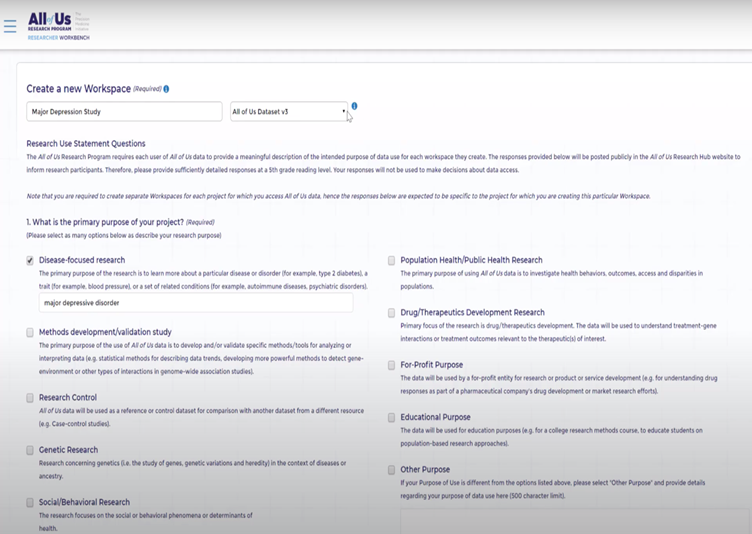 All of Us
RESEARCH PROGRAM
RESEARCHER WORKBENCH
Create a new Workspace (Required)
Major Depression Study
All of Us Dataset v3
Research Use Statement Questions
The All of Us Research Program requires each user of All of Us data to provide a meaningful description of the intended purpose of data use for each workspace they create. The responses provided below will be posted publicly in the All of Us Research Hub website to
inform research participants. Therefore, please provide sufficiently detailed responses at a 5th grade reading level. Your responses will not be used to make decisions about data access.
Note that you are required to create separate Workspaces for each project for which you access All of Us data, hence the responses below are expected to be specific to the project for which you are creating this particular Workspace.
1. What is the primary purpose of your project? (Required)
(Please select as many options below as describe your research purpose)
Disease-focused research
The primary purpose of the research is to learn more about a particular disease or disorder (for example, type 2 diabetes), a
trait (for example, blood pressure), or a set of related conditions (for example, autoimmune diseases, psychiatric disorders).
major depressive disorder
Methods development/validation study
The primary purpose of the use of All of Us data is to develop and/or validate specific methods/tools for analyzing or
interpreting data (e.g. statistical methods for describing data trends, developing more powerful methods to detect gene-
environment or other types of interactions in genome-wide association studies).
Research Control
All of Us data will be used as a reference or control dataset for comparison with another dataset from a different resource
(e.g. Case-control studies).
Genetic Research
Research concerning genetics (i.e. the study of genes, genetic variations and heredity) in the context of diseases or
ancestry.
Social/Behavioral Research
The research focuses on the social or behavioral phenomena or determinants of
health.
Population Health/Public Health Research
The primary purpose of using All of Us data is to investigate health behaviors, outcomes, access and disparities in
populations.
Drug/Therapeutics Development Research
Primary focus of the research is drug/therapeutics development. The data will be used to understand treatment-gene
interactions or treatment outcomes relevant to the therapeutic(s) of interest.
For-Profit Purpose
The data will be used by a for-profit entity for research or product or service development (e.g. for understanding drug
responses as part of a pharmaceutical company's drug development or market research efforts).
Educational Purpose
The data will be used for education purposes (e.g. for a college research methods course, to educate students on
population-based research approaches).
Other Purpose
If your Purpose of Use is different from the options listed above, please select "Other Purpose" and provide details
regarding your purpose of data use here (500 character limit).